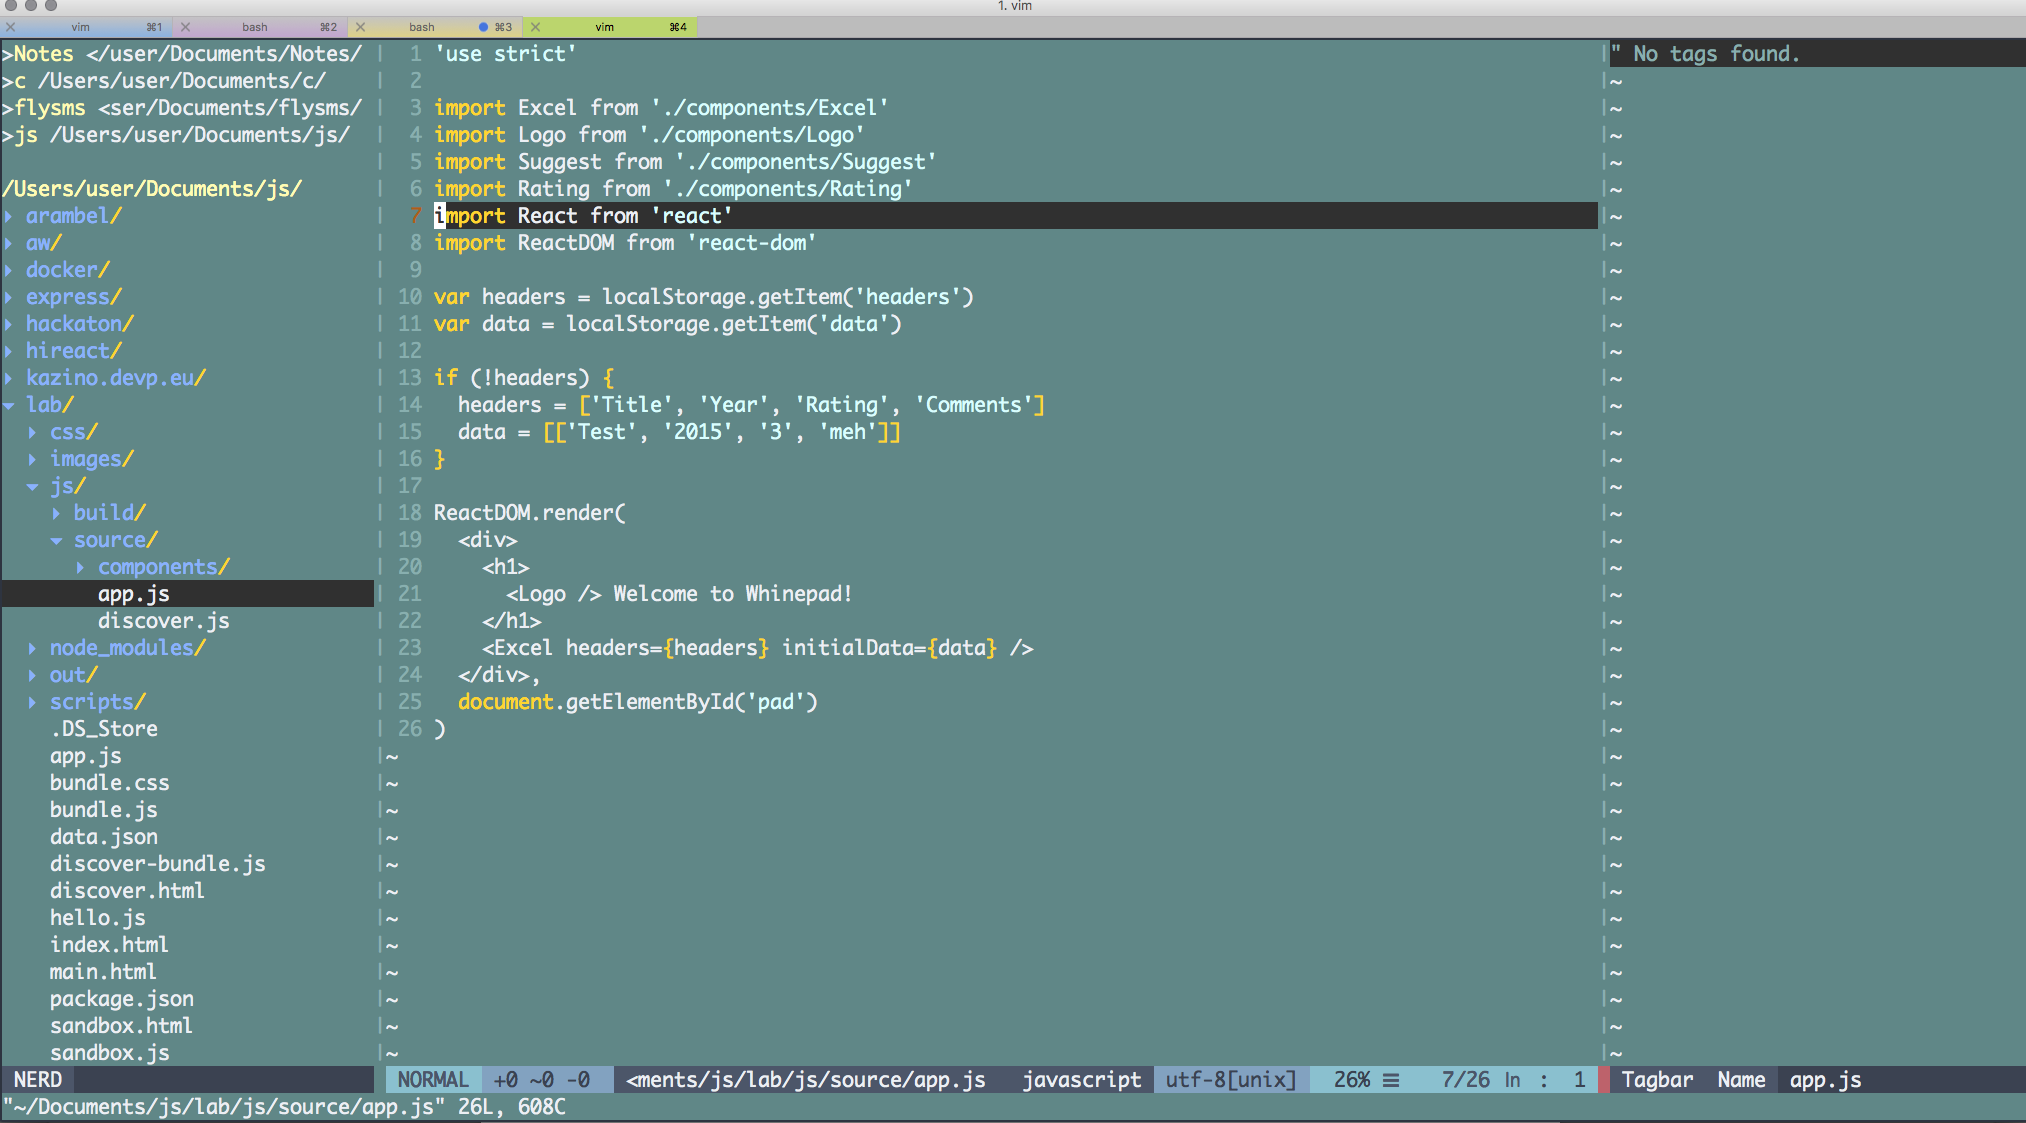 1. vim
vim ⌘1 bash ⌘2 bash ⌘3 vim ⌘4
>Notes </user/Documents/Notes/
>c /Users/user/Documents/c/
>flysms <ser/Documents/flysms/
>js /Users/user/Documents/js/
/Users/user/Documents/js/
▸ arambel/
▸ aw/
▸ docker/
▸ express/
▸ hackaton/
▸ hireact/
▸ kazino.devp.eu/
▾ lab/
▸ css/
▸ images/
▾ js/
▸ build/
▾ source/
▸ components/
app.js
discover.js
▸ node_modules/
▸ out/
▸ scripts/
.DS_Store
app.js
bundle.css
bundle.js
data.json
discover-bundle.js
discover.html
hello.js
index.html
main.html
package.json
sandbox.html
sandbox.js
1 'use strict'
2
3 import Excel from './components/Excel'
4 import Logo from './components/Logo'
5 import Suggest from './components/Suggest'
6 import Rating from './components/Rating'
7 import React from 'react'
8 import ReactDOM from 'react-dom'
9
10 var headers = localStorage.getItem('headers')
11 var data = localStorage.getItem('data')
12
13 if (!headers) {
14   headers = ['Title', 'Year', 'Rating', 'Comments']
15   data = [['Test', '2015', '3', 'meh']]
16 }
17
18 ReactDOM.render(
19   <div>
20     <h1>
21       <Logo /> Welcome to Whinepad!
22     </h1>
23     <Excel headers={headers} initialData={data} />
24   </div>,
25   document.getElementById('pad')
26 )
" No tags found.
NERD
NORMAL +0 ~0 -0 <ments/js/lab/js/source/app.js javascript utf-8[unix] 26% ☰ 7/26 ln : 1
Tagbar Name app.js
"~/Documents/js/lab/js/source/app.js" 26L, 608C